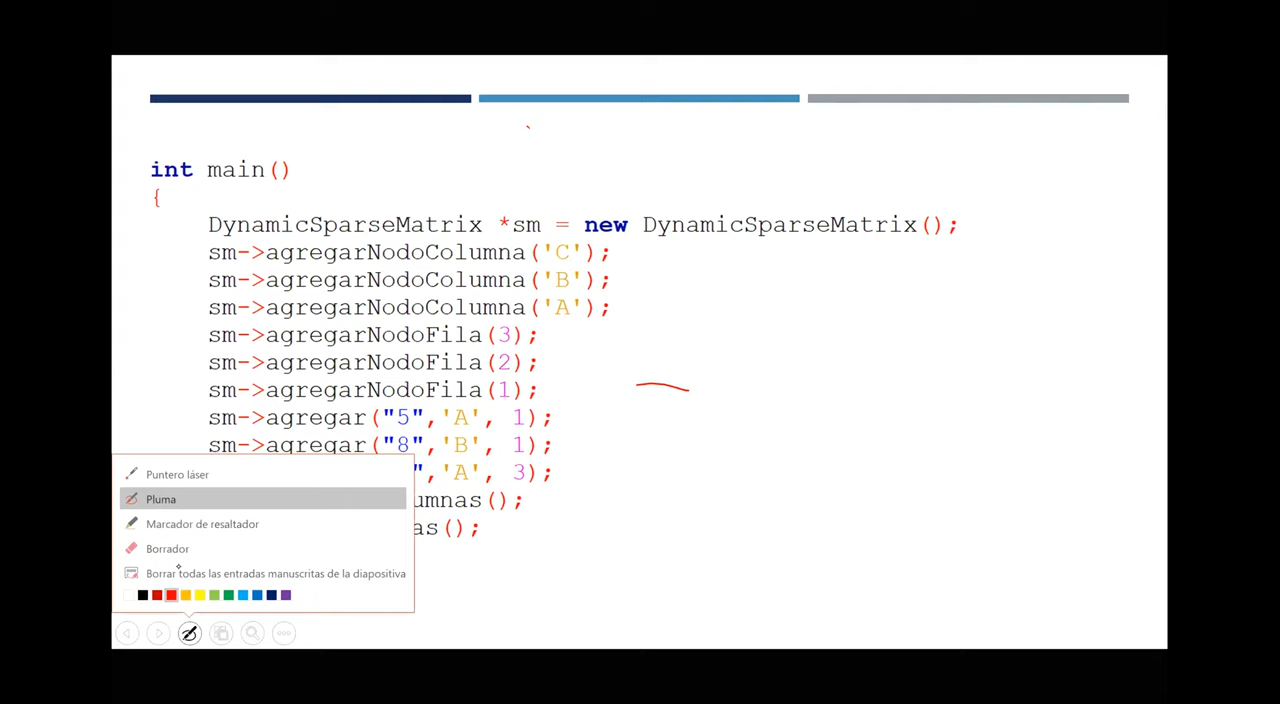 int main()
{
DynamicSparseMatrix *sm = new DynamicSparseMatrix();
sm->agregarNodoColumna('C');
sm->agregarNodoColumna('B');
sm->agregarNodoColumna('A');
sm->agregarNodoFila(3);
sm->agregarNodoFila(2);
sm->agregarNodoFila(1);
sm->agregar("5",'A', 1);
sm->agregar("8",'B', 1);
",'A', 3);
umnas();
as();
Puntero láser
Pluma
Marcador de resaltador
Borrador
Borrar todas las entradas manuscritas de la diapositiva